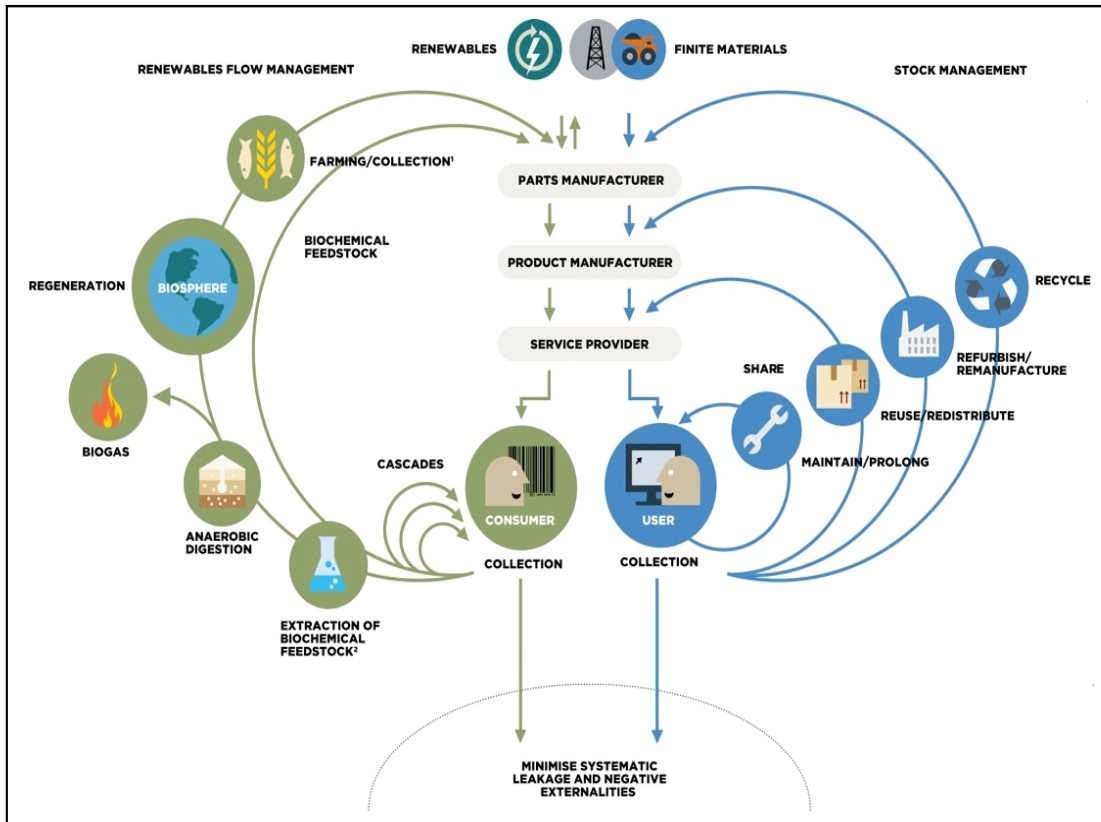 RENEWABLES
FINITE MATERIALS
RENEWABLES FLOW MANAGEMENT
STOCK MANAGEMENT
FARMING/COLLECTION¹
PARTS MANUFACTURER
BIOCHEMICAL
FEEDSTOCK
PRODUCT MANUFACTURER
REGENERATION
BIOSPHERE
RECYCLE
SERVICE PROVIDER
SHARE
REFURBISH/
REMANUFACTURE
REUSE/REDISTRIBUTE
BIOGAS
CASCADES
MAINTAIN/PROLONG
CONSUMER
USER
ANAEROBIC
DIGESTION
COLLECTION
COLLECTION
EXTRACTION OF
BIOCHEMICAL
FEEDSTOCK²
MINIMISE SYSTEMATIC
LEAKAGE AND NEGATIVE
EXTERNALITIES